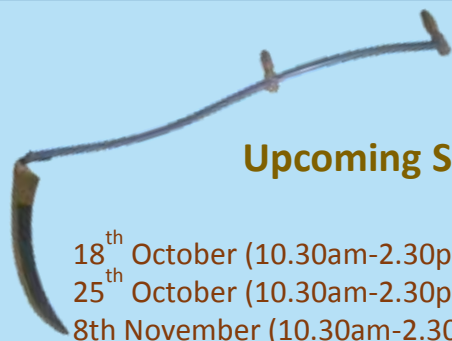 Upcoming S
18th October (10.30am-2.30p
25th October (10.30am-2.30p
8th November (10.30am-2.30